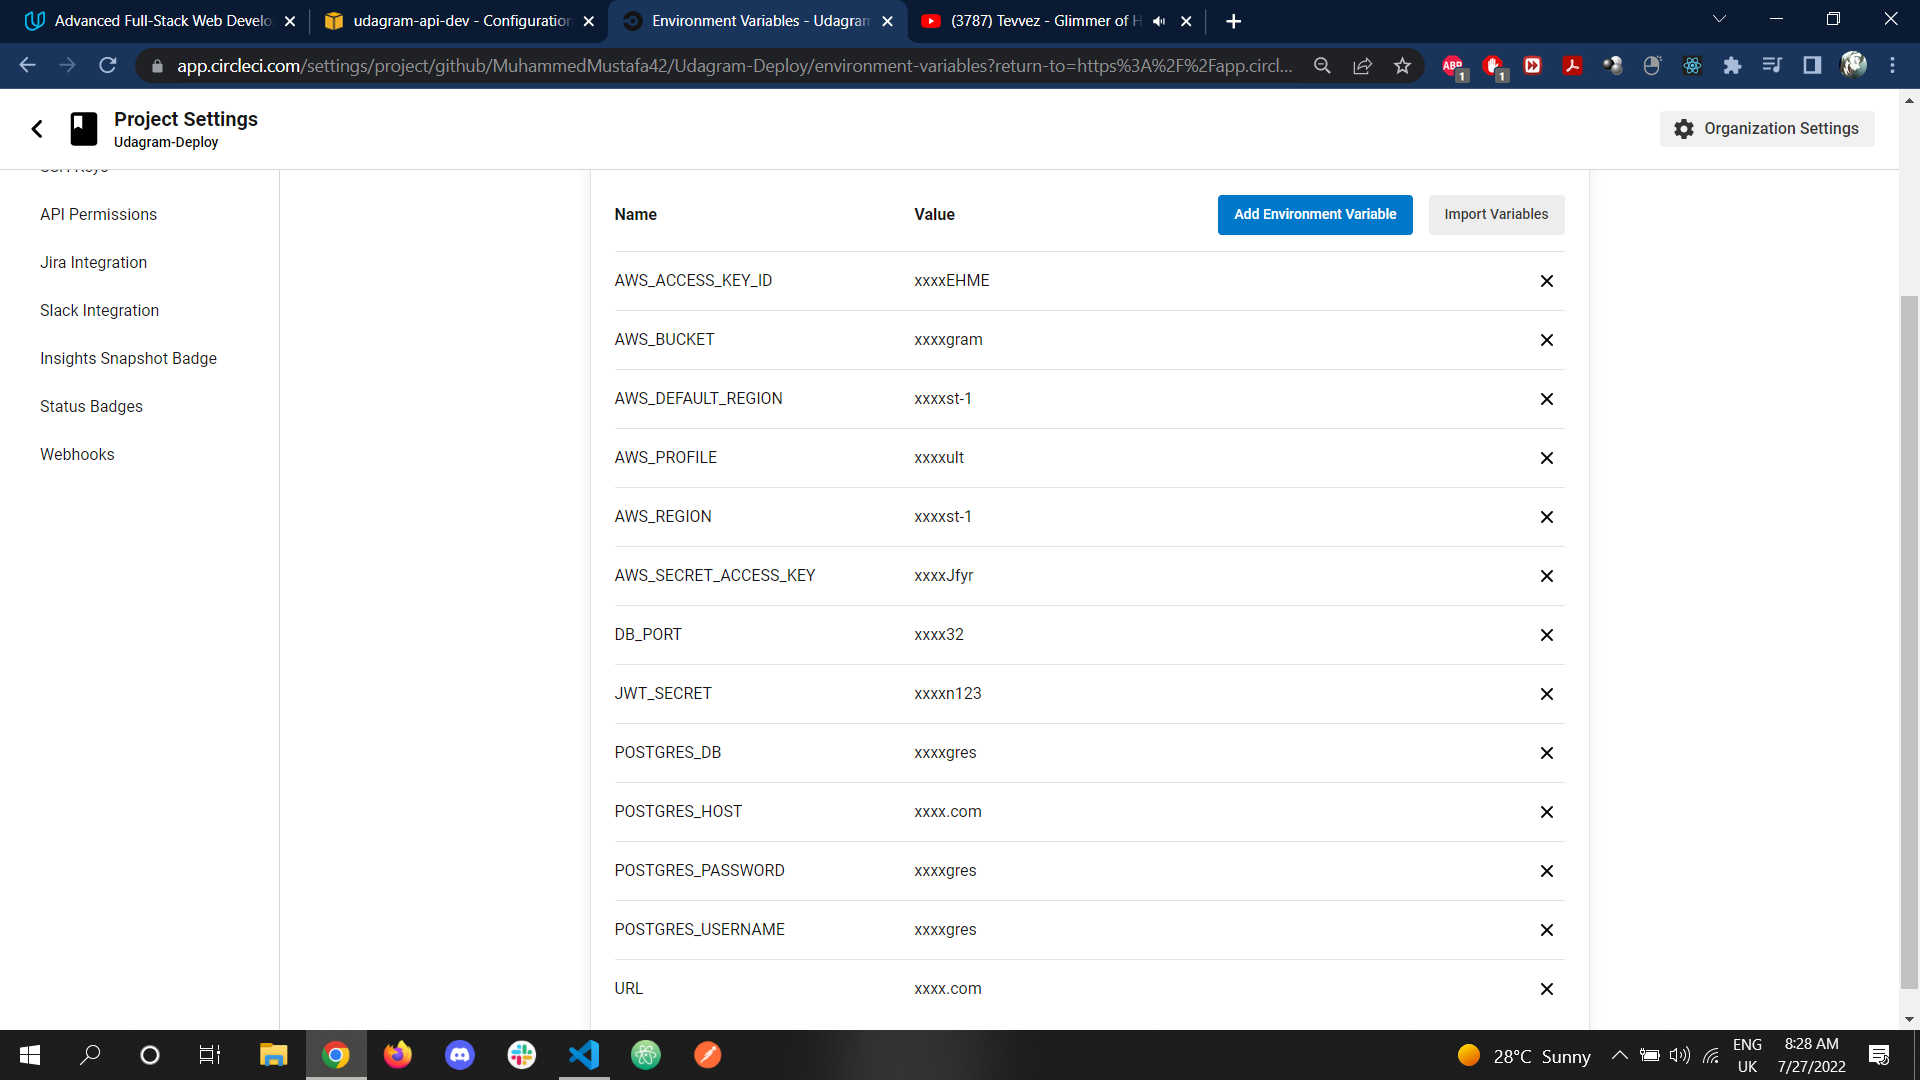 Advanced Full-Stack Web Develo
udagram-api-dev - Configuration
Environment Variables - Udagram
(3787) Tevvez - Glimmer of H
app.circleci.com/settings/project/github/MuhammedMustafa42/Udagram-Deploy/environment-variables?return-to=https%3A%2F%2Fapp.circl...
ABP
1
1
Project Settings
Udagram-Deploy
Organization Settings
SSH Keys
API Permissions
Jira Integration
Slack Integration
Insights Snapshot Badge
Status Badges
Webhooks
Name Value Add Environment Variable Import Variables
AWS_ACCESS_KEY_ID xxxxEHME
AWS_BUCKET xxxxgram
AWS_DEFAULT_REGION xxxxst-1
AWS_PROFILE xxxxult
AWS_REGION xxxxst-1
AWS_SECRET_ACCESS_KEY xxxxJfyr
DB_PORT xxxx32
JWT_SECRET xxxxn123
POSTGRES_DB xxxxgres
POSTGRES_HOST xxxx.com
POSTGRES_PASSWORD xxxxgres
POSTGRES_USERNAME xxxxgres
URL xxxx.com
28°C Sunny
ENG
UK
8:28 AM
7/27/2022